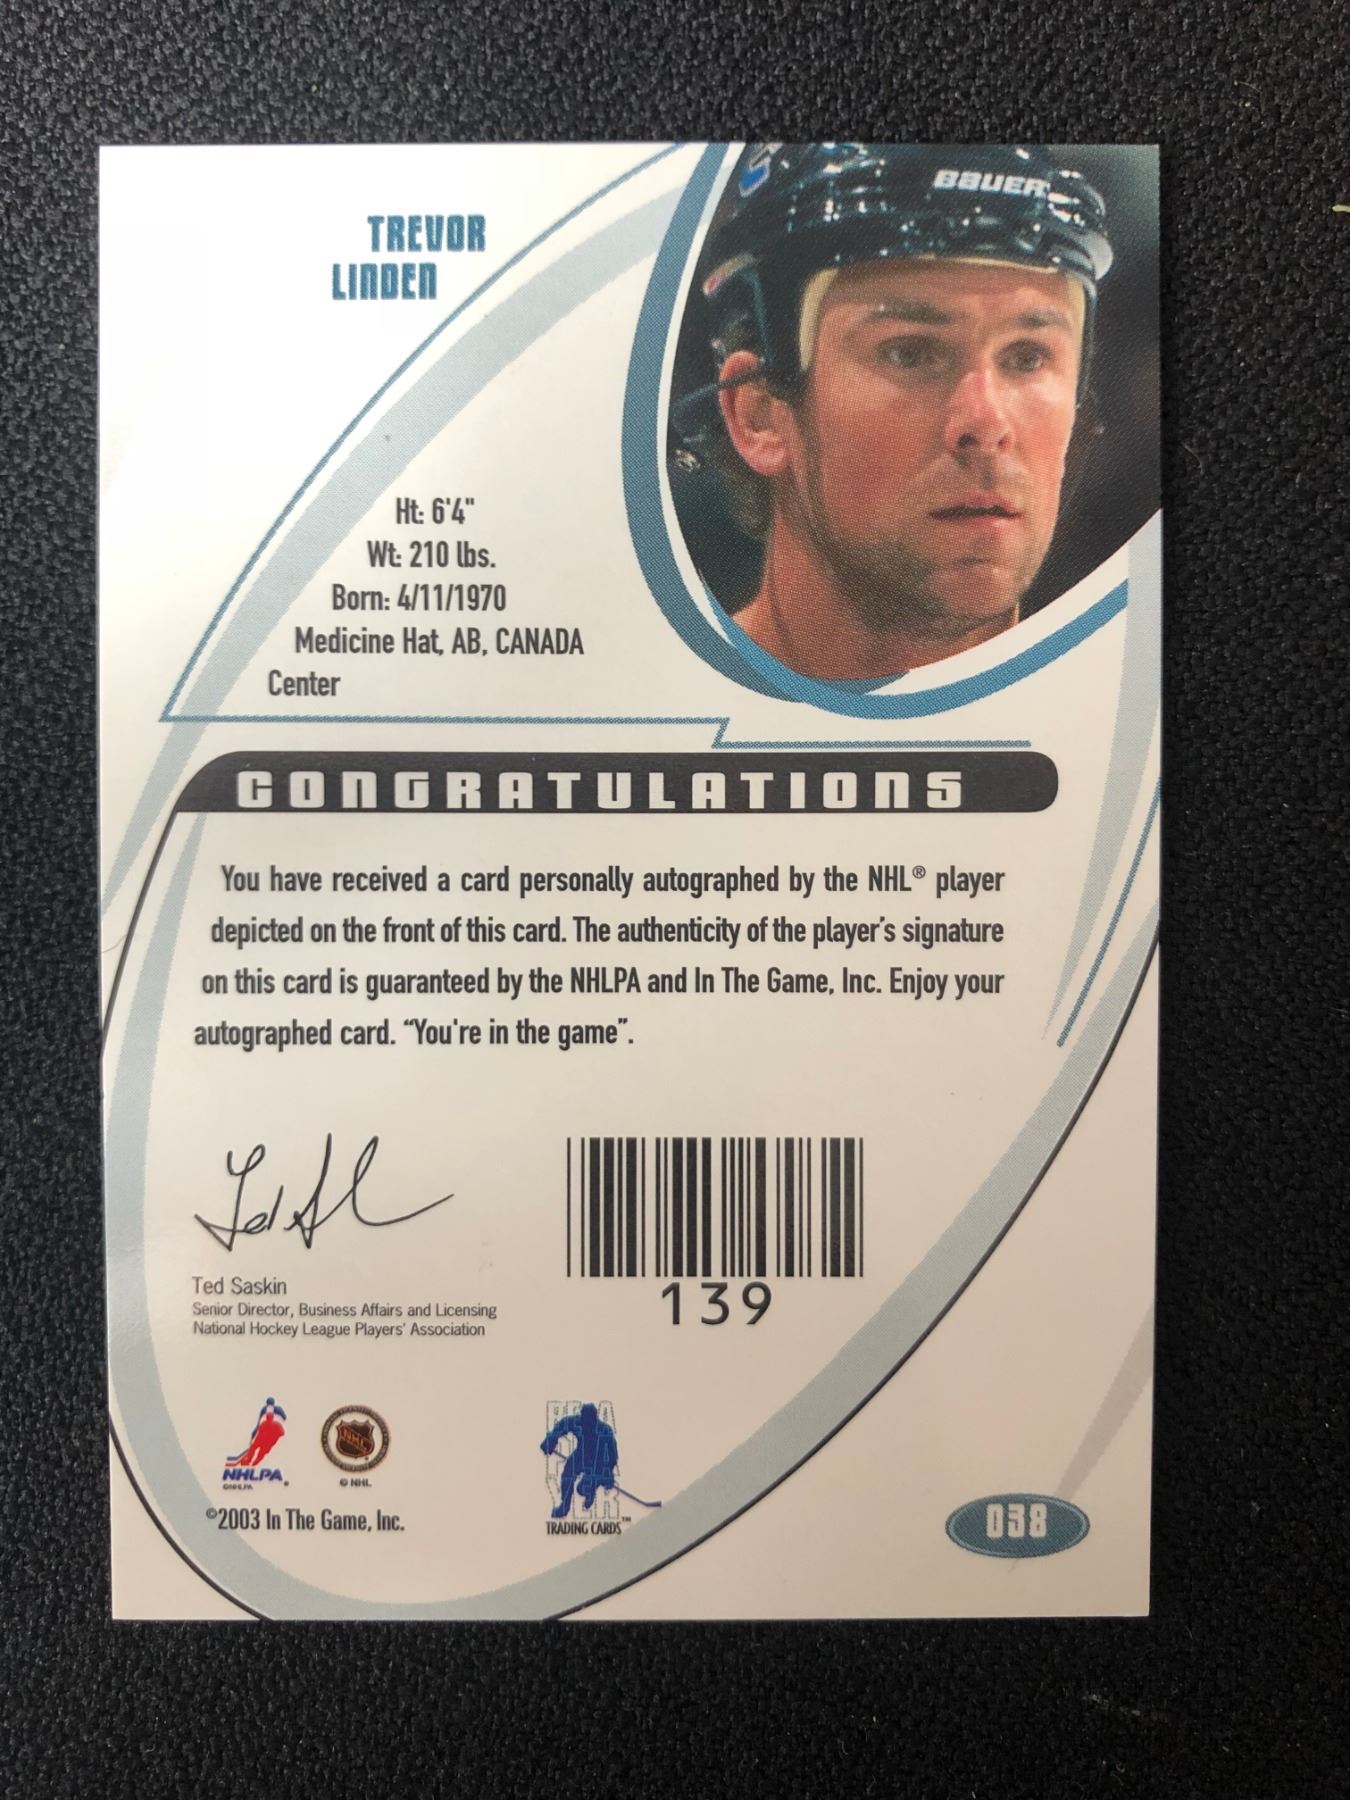 TREVOR
LINDEN
BAUER
Ht: 6'4"
Wt: 210 lbs.
Born: 4/11/1970
Medicine Hat, AB, CANADA
Center
CONGRATULATIONS
You have received a card personally autographed by the NHL® player
depicted on the front of this card. The authenticity of the player's signature
on this card is guaranteed by the NHLPA and In The Game, Inc. Enjoy your
autographed card. “You're in the game”.
Ted Saskin
Senior Director, Business Affairs and Licensing
National Hockey League Players' Association
139
NHLPA
NHL
© NHL
©2003 In The Game, Inc.
TRADING CARDS™
038